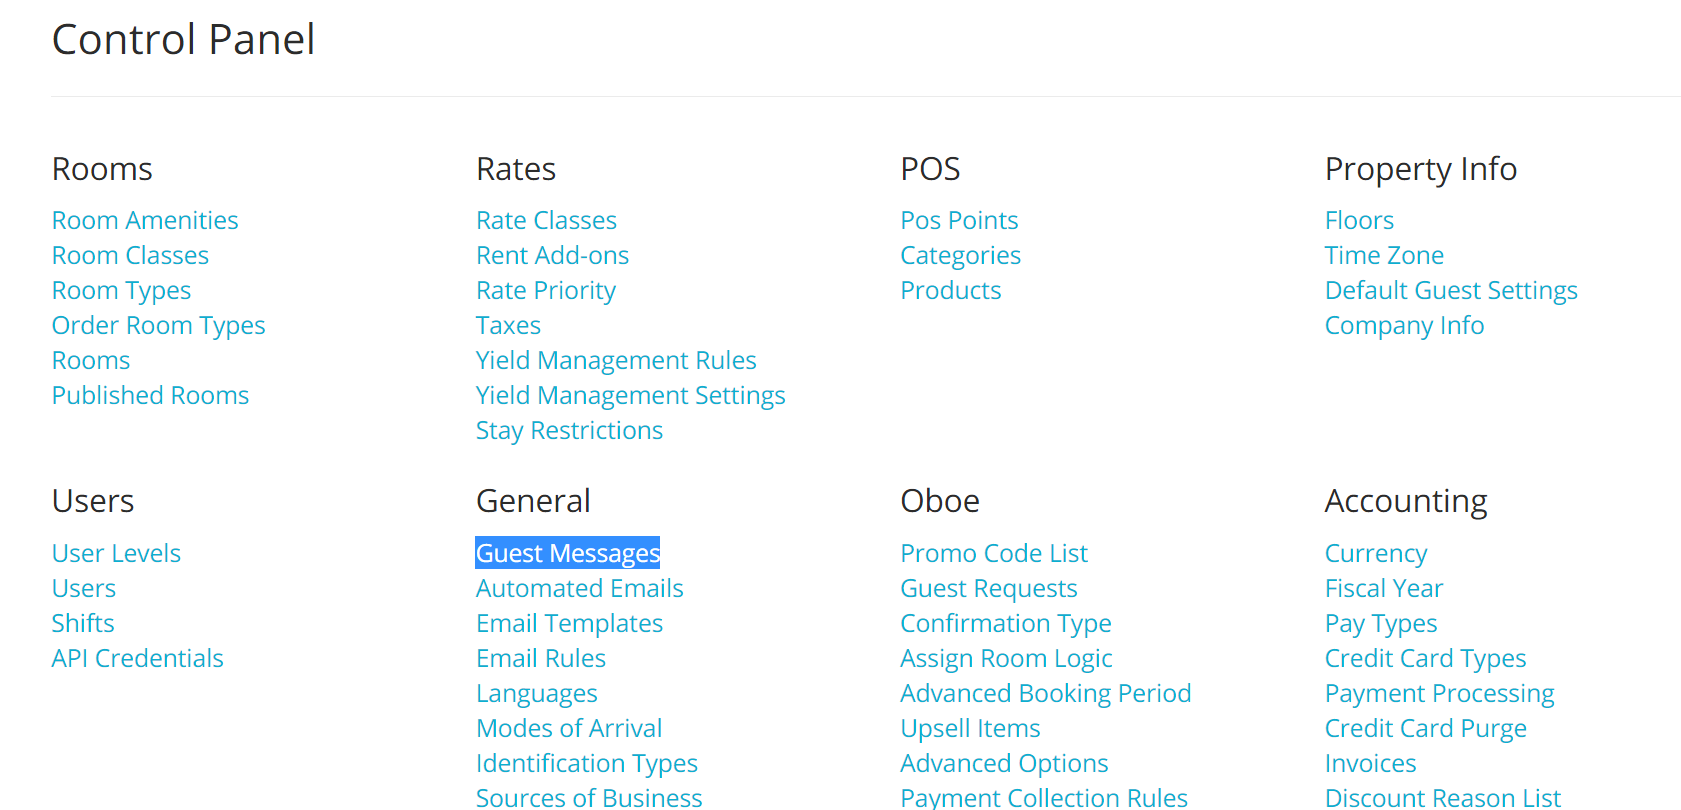 Control Panel
Rooms
Room Amenities
Room Classes
Room Types
Order Room Types
Rooms
Published Rooms
Rates
Rate Classes
Rent Add-ons
Rate Priority
Taxes
Yield Management Rules
Yield Management Settings
Stay Restrictions
POS
Pos Points
Categories
Products
Property Info
Floors
Time Zone
Default Guest Settings
Company Info
Users
User Levels
Users
Shifts
API Credentials
General
Guest Messages
Automated Emails
Email Templates
Email Rules
Languages
Modes of Arrival
Identification Types
Sources of Business
Oboe
Promo Code List
Guest Requests
Confirmation Type
Assign Room Logic
Advanced Booking Period
Upsell Items
Advanced Options
Payment Collection Rules
Accounting
Currency
Fiscal Year
Pay Types
Credit Card Types
Payment Processing
Credit Card Purge
Invoices
Discount Reason List